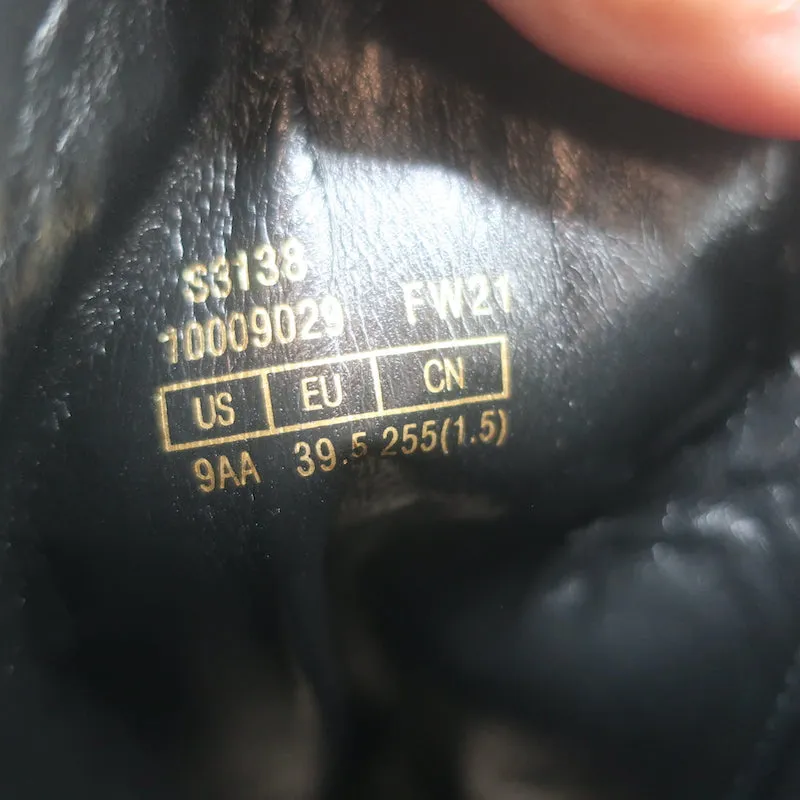 S3138
10009029 FW21
US EU CN
9AA 39.5 255(1.5)